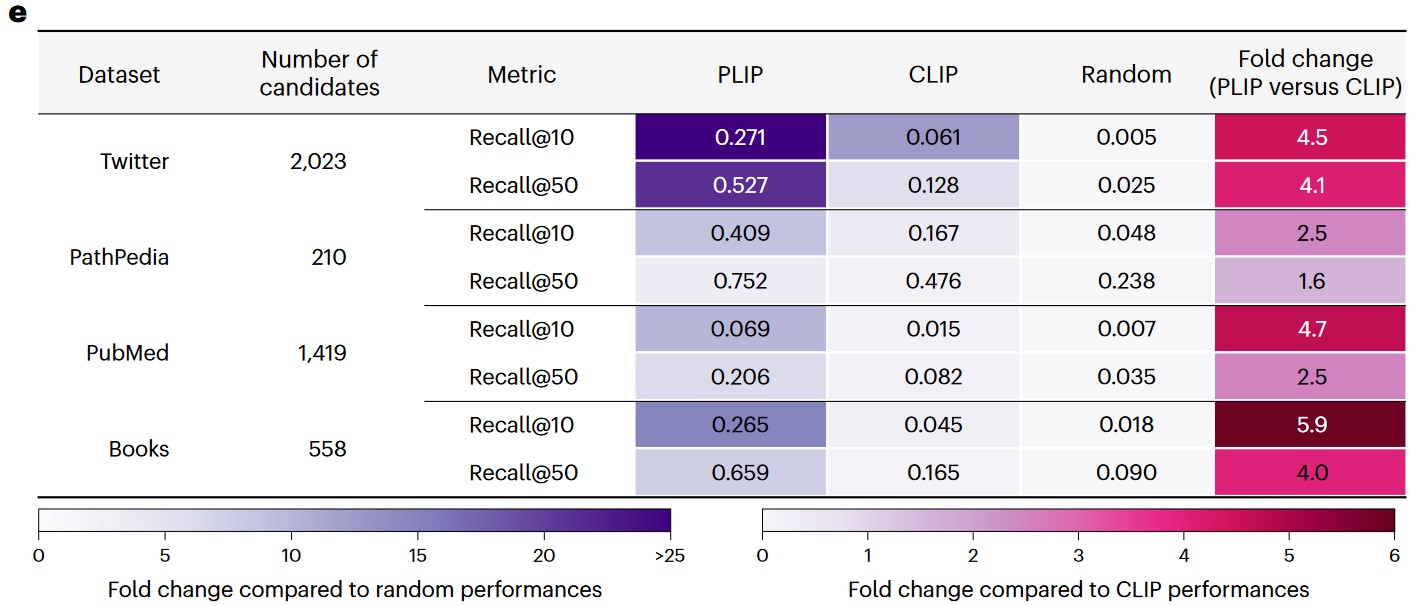 e
Dataset Number of candidates Metric PLIP CLIP Random Fold change (PLIP versus CLIP)
Twitter 2,023 Recall@10 0.271 0.061 0.005 4.5
Recall@50 0.527 0.128 0.025 4.1
PathPedia 210 Recall@10 0.409 0.167 0.048 2.5
Recall@50 0.752 0.476 0.238 1.6
PubMed 1,419 Recall@10 0.069 0.015 0.007 4.7
Recall@50 0.206 0.082 0.035 2.5
Books 558 Recall@10 0.265 0.045 0.018 5.9
Recall@50 0.659 0.165 0.090 4.0
0 5 10 15 20 >25
Fold change compared to random performances
0 1 2 3 4 5 6
Fold change compared to CLIP performances